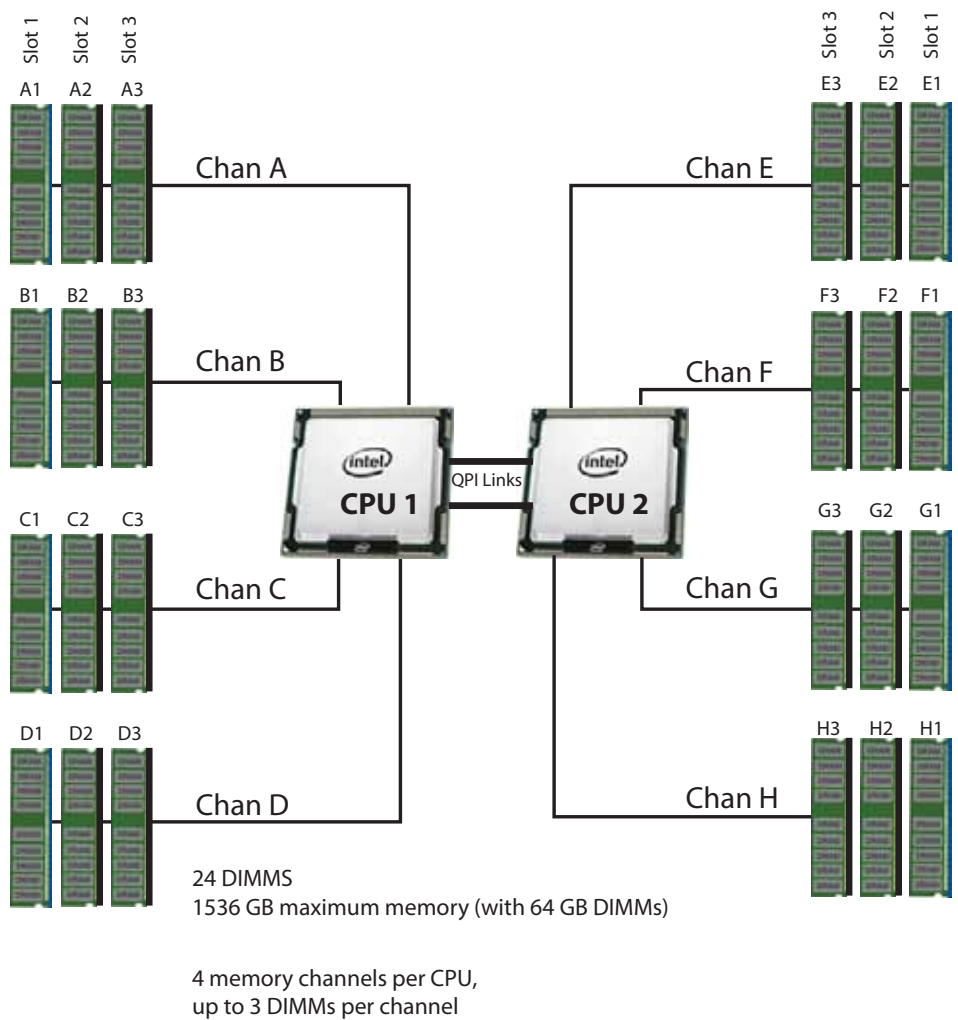 Slot 1 Slot 2 Slot 3
Slot 3 Slot 2 Slot 1
A1 A2 A3
E3 E2 E1
Chan A
Chan E
B1 B2 B3
F3 F2 F1
Chan B
Chan F
intel
CPU 1
QPI Links
intel
CPU 2
C1 C2 C3
G3 G2 G1
Chan C
Chan G
D1 D2 D3
H3 H2 H1
Chan D
Chan H
24 DIMMS
1536 GB maximum memory (with 64 GB DIMMs)
4 memory channels per CPU,
up to 3 DIMMs per channel